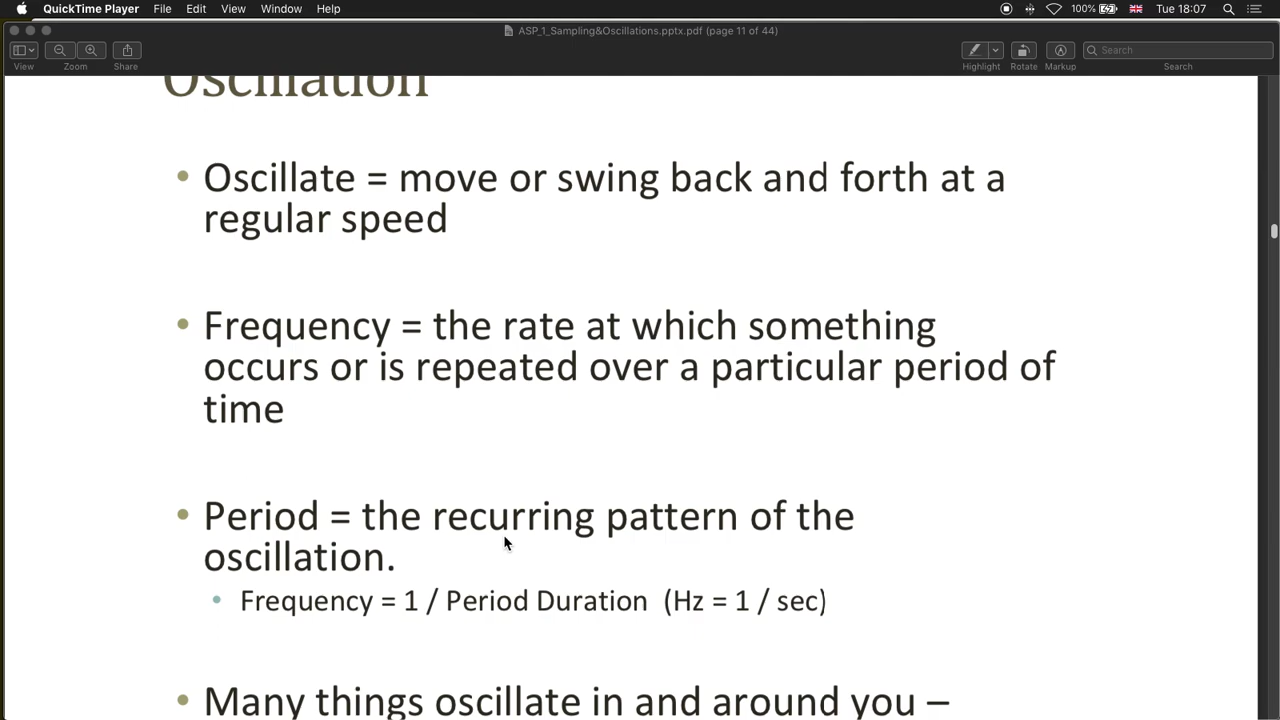 QuickTime Player File Edit View Window Help 100% Tue 18:07
ASP_1_Sampling&Oscillations.pptx.pdf (page 11 of 44)
Search
View Zoom Share Highlight Rotate Markup Search
Oscillation
• Oscillate = move or swing back and forth at a
regular speed
• Frequency = the rate at which something
occurs or is repeated over a particular period of
time
• Period = the recurring pattern of the
oscillation.
• Frequency = 1 / Period Duration (Hz = 1 / sec)
• Many things oscillate in and around you –